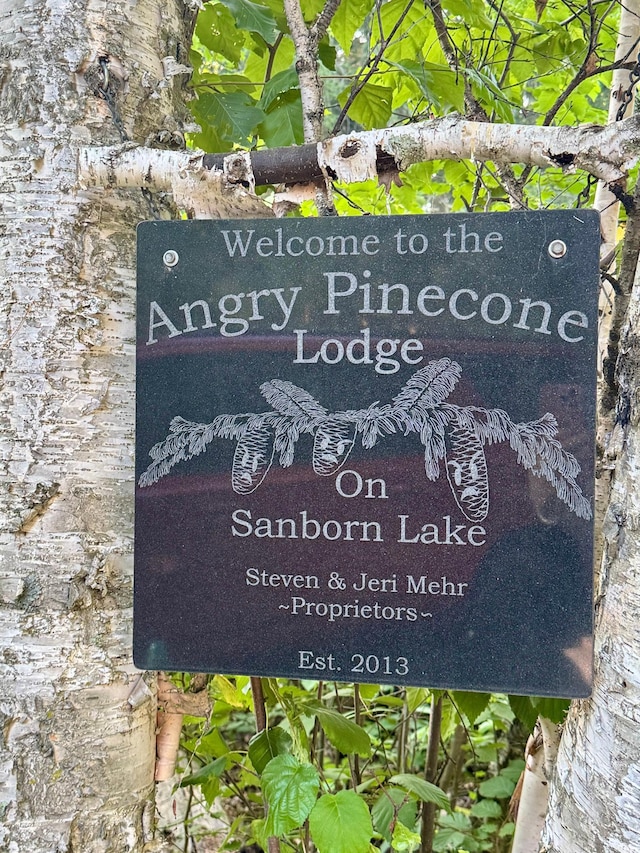 Welcome to the
Angry Pinecone
Lodge
On
Sanborn Lake
Steven & Jeri Mehr
~Proprietors~
Est. 2013